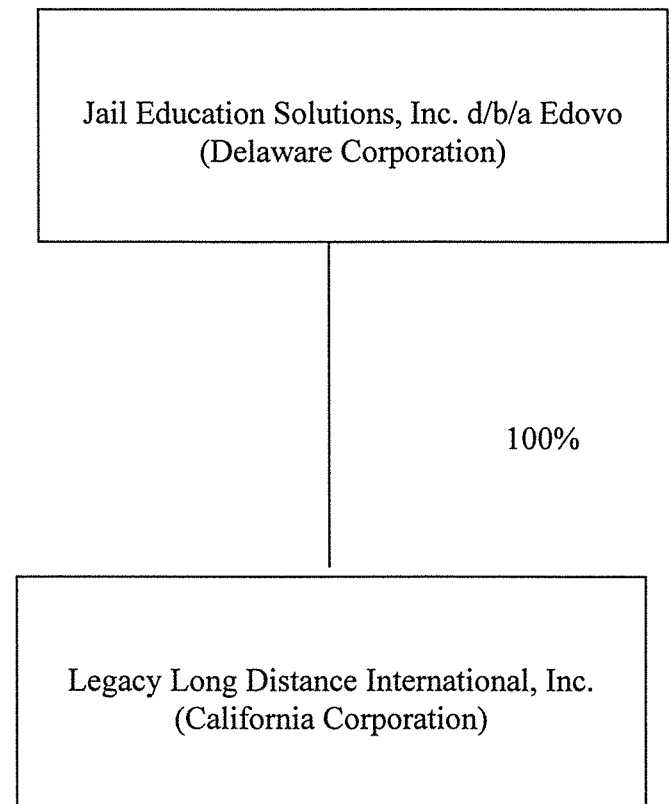 Jail Education Solutions, Inc. d/b/a Edovo
(Delaware Corporation)
100%
Legacy Long Distance International, Inc.
(California Corporation)